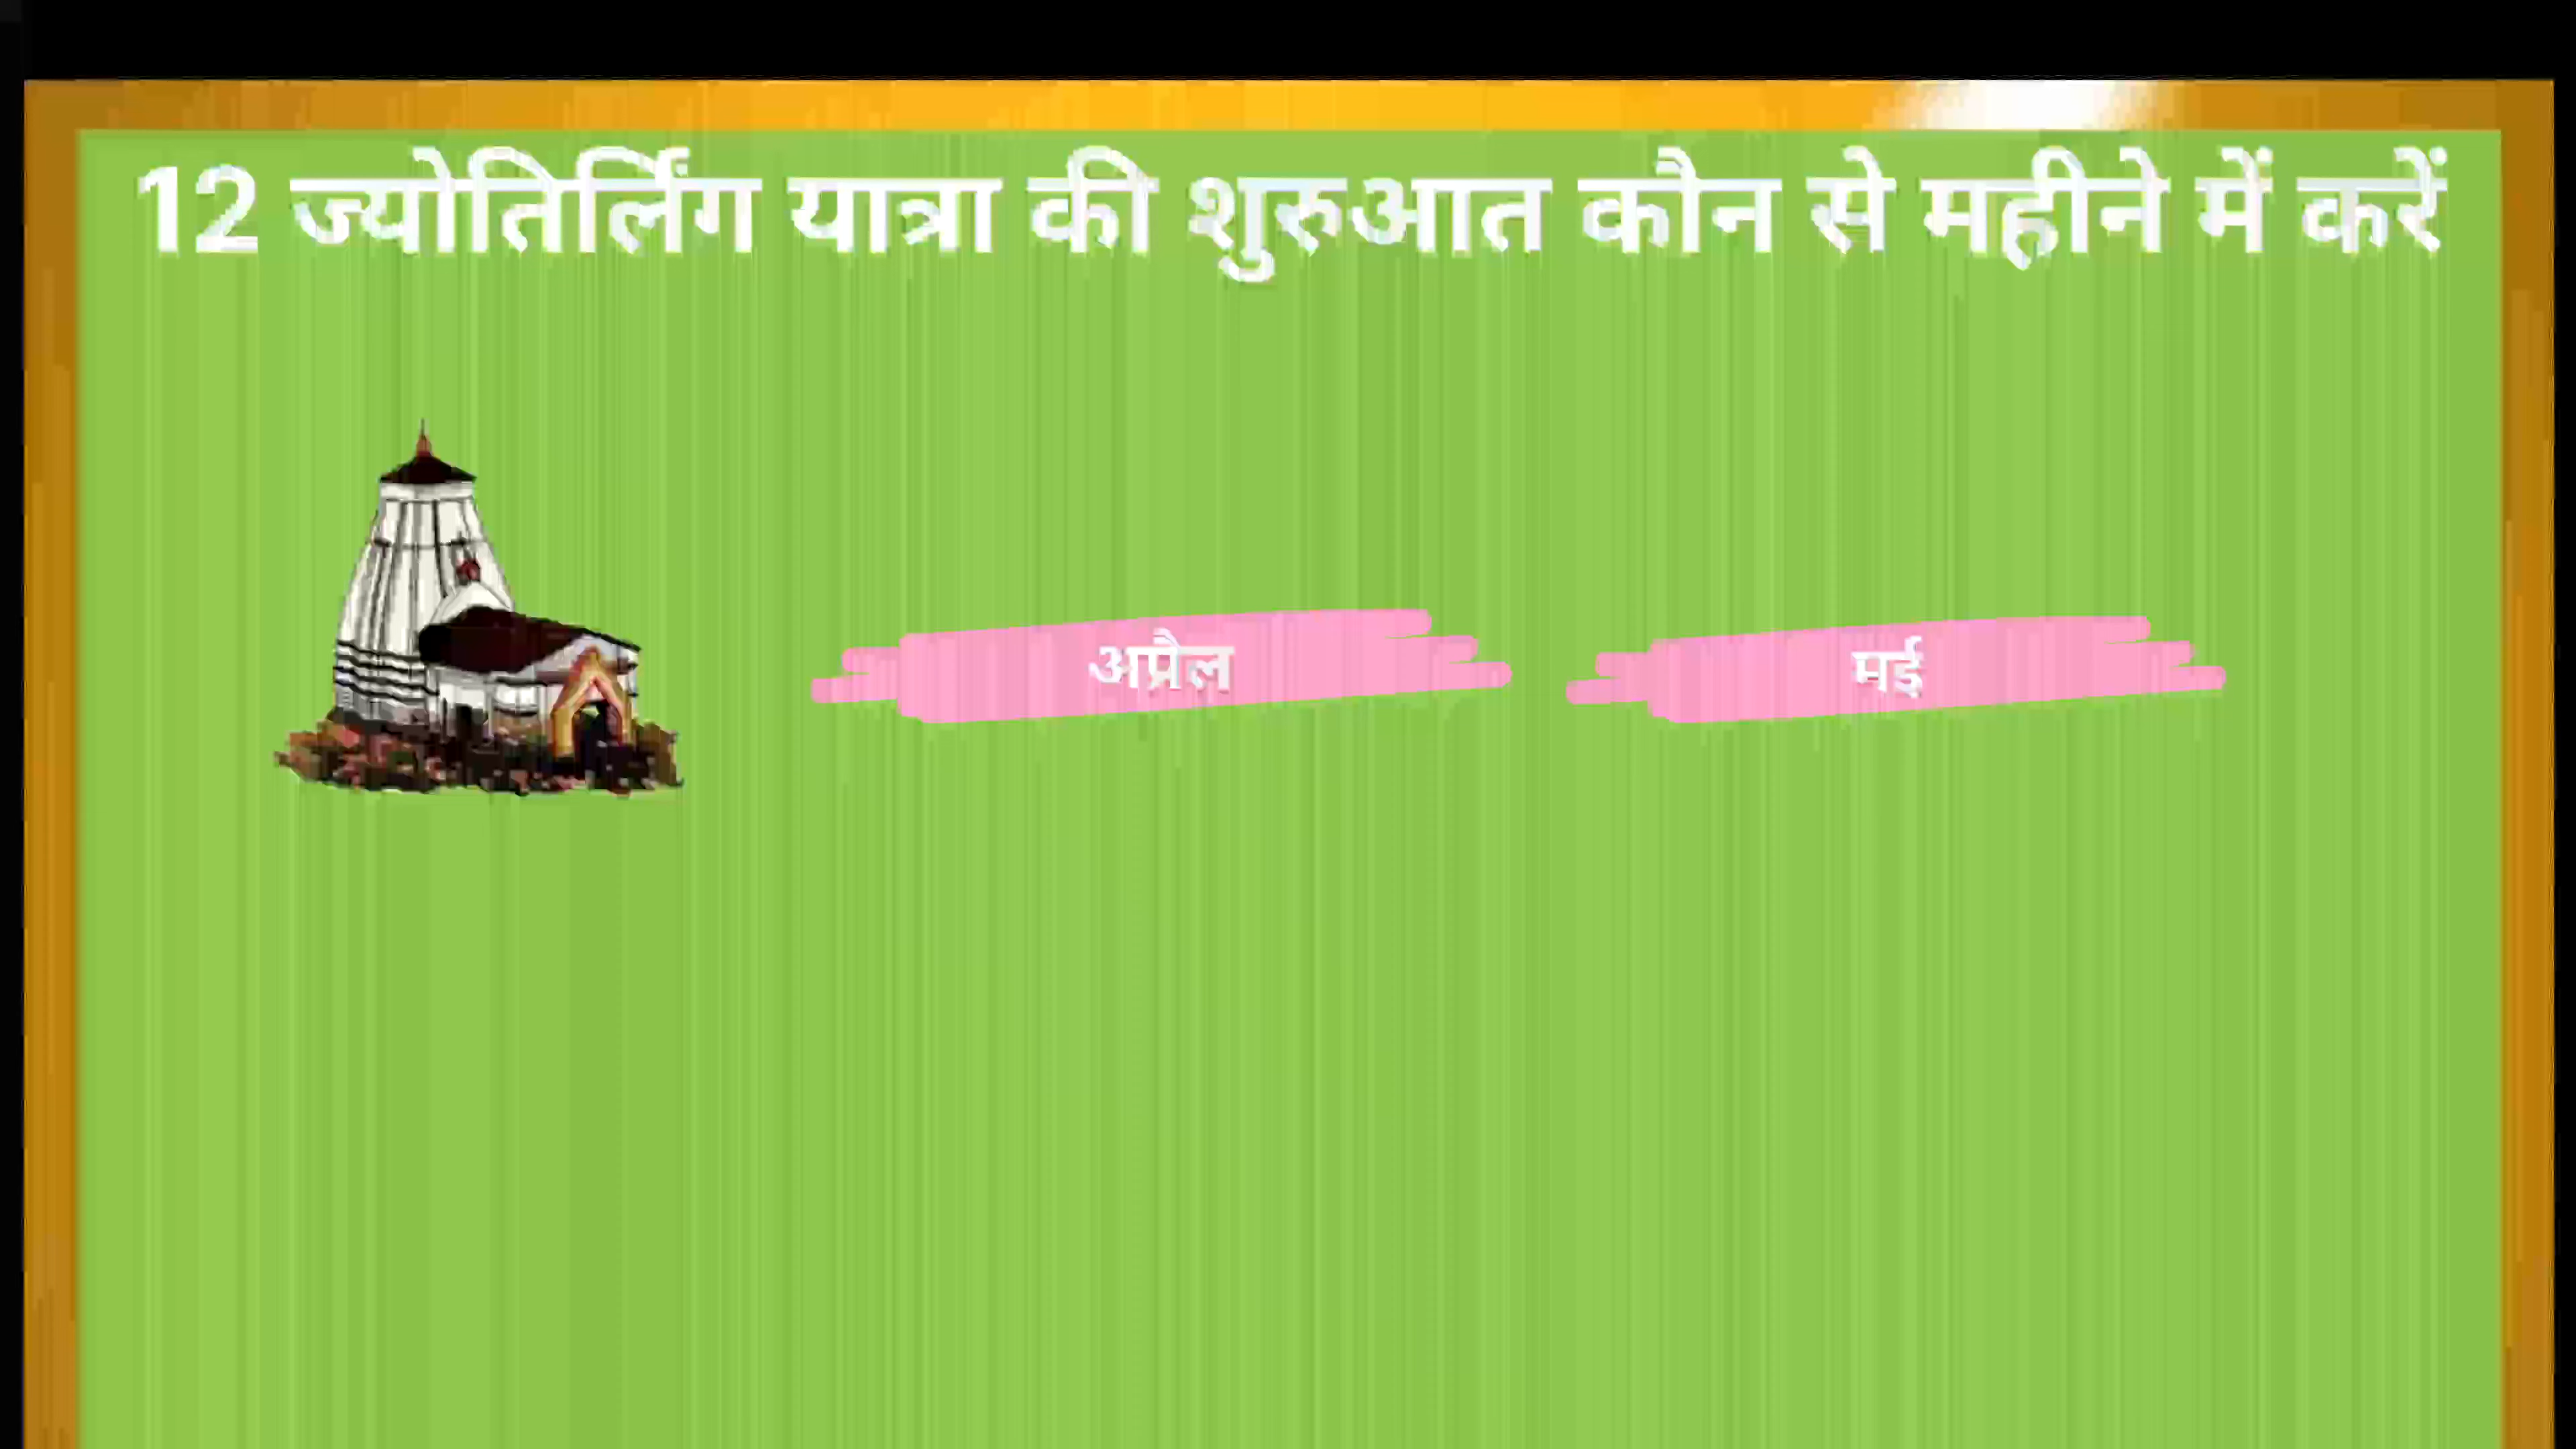 12 ज्योतिर्लिंग यात्रा की शुरुआत कौन से महीने में करें
अप्रैल
मई